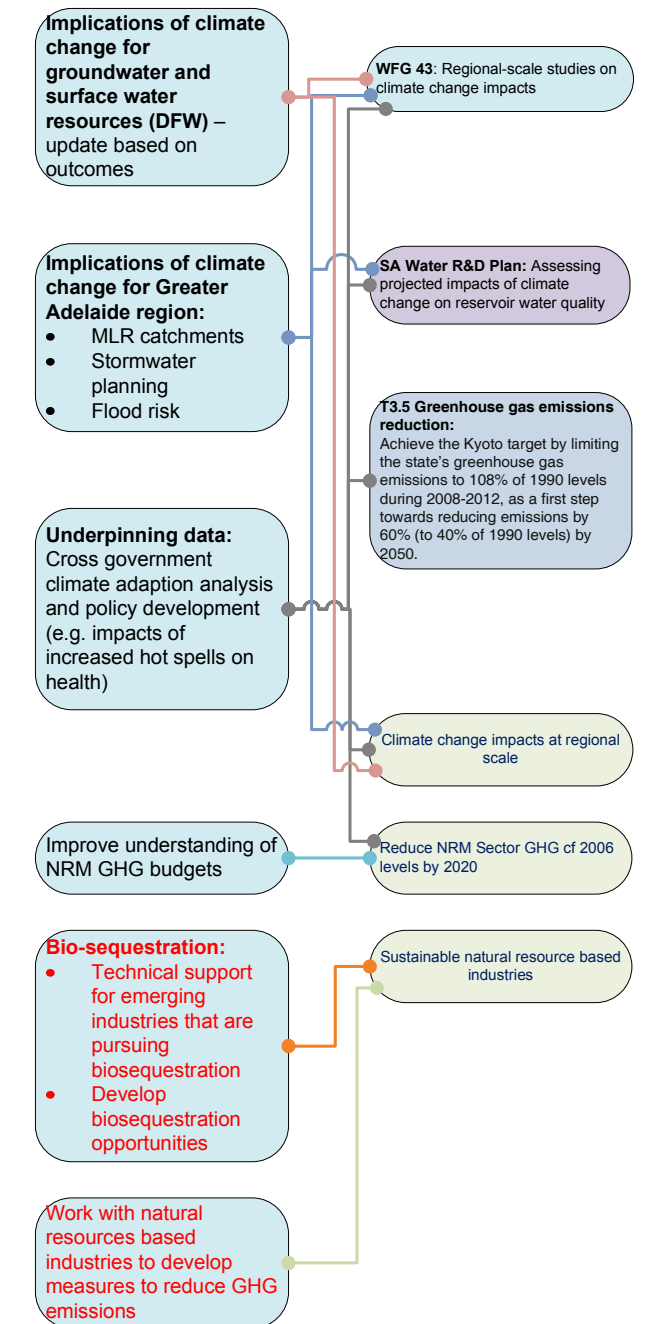 Implications of climate
change for
groundwater and
surface water
resources (DFW) –
update based on
outcomes
WFG 43: Regional-scale studies on
climate change impacts
Implications of climate
change for Greater
Adelaide region:
• MLR catchments
• Stormwater
planning
• Flood risk
SA Water R&D Plan: Assessing
projected impacts of climate
change on reservoir water quality
T3.5 Greenhouse gas emissions
reduction:
Achieve the Kyoto target by limiting
the state's greenhouse gas
emissions to 108% of 1990 levels
during 2008-2012, as a first step
towards reducing emissions by
60% (to 40% of 1990 levels) by
2050.
Underpinning data:
Cross government
climate adaption analysis
and policy development
(e.g. impacts of
increased hot spells on
health)
Climate change impacts at regional
scale
Improve understanding of
NRM GHG budgets
Reduce NRM Sector GHG cf 2006
levels by 2020
Bio-sequestration:
• Technical support
for emerging
industries that are
pursuing
biosequestration
• Develop
biosequestration
opportunities
Sustainable natural resource based
industries
Work with natural
resources based
industries to develop
measures to reduce GHG
emissions